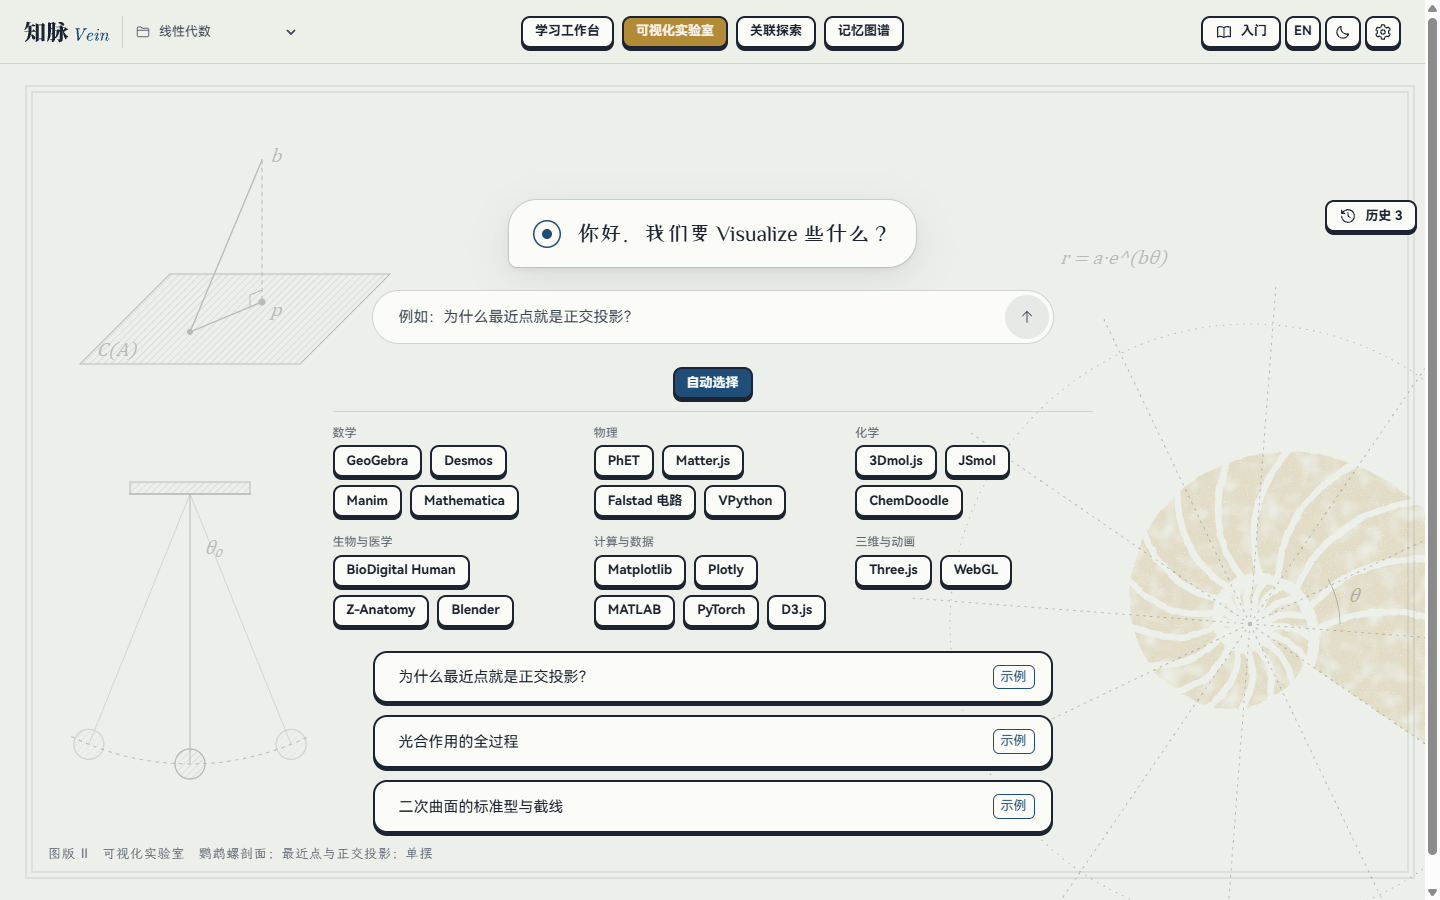 知脉 Vein
线性代数
学习工作台 可视化实验室 关联探索 记忆图谱
入门 EN
b
历史 3
你好，我们要 Visualize 些什么？
r = a·e^(bθ)
p
例如：为什么最近点就是正交投影？
C(A)
自动选择
数学 物理 化学
GeoGebra Desmos PhET Matter.js 3Dmol.js JSmol
Manim Mathematica Falstad 电路 VPython ChemDoodle
生物与医学 计算与数据 三维与动画
θ₀
BioDigital Human Matplotlib Plotly Three.js WebGL
θ
Z-Anatomy Blender MATLAB PyTorch D3.js
为什么最近点就是正交投影？ 示例
光合作用的全过程 示例
二次曲面的标准型与截线 示例
图版 II 可视化实验室 鹦鹉螺剖面；最近点与正交投影；单摆